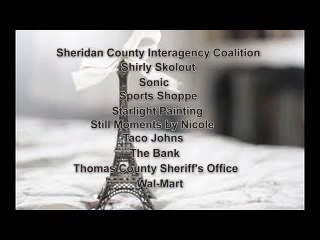 Sheridan County Interagency Coalition
Shirly Skolout
Sonic
Sports Shoppe
Starlight Painting
Still Moments by Nicole
Taco Johns
The Bank
Thomas County Sheriff's Office
Wal-Mart